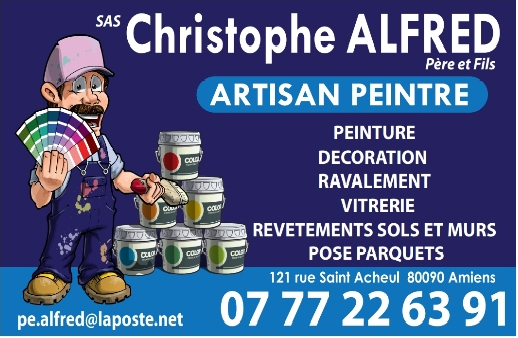 SAS Christophe ALFRED
Père et Fils
ARTISAN PEINTRE
PEINTURE
DECORATION
RAVALEMENT
VITRERIE
REVETEMENTS SOLS ET MURS
POSE PARQUETS
121 rue Saint Acheul 80090 Amiens
pe.alfred@laposte.net
07 77 22 63 91